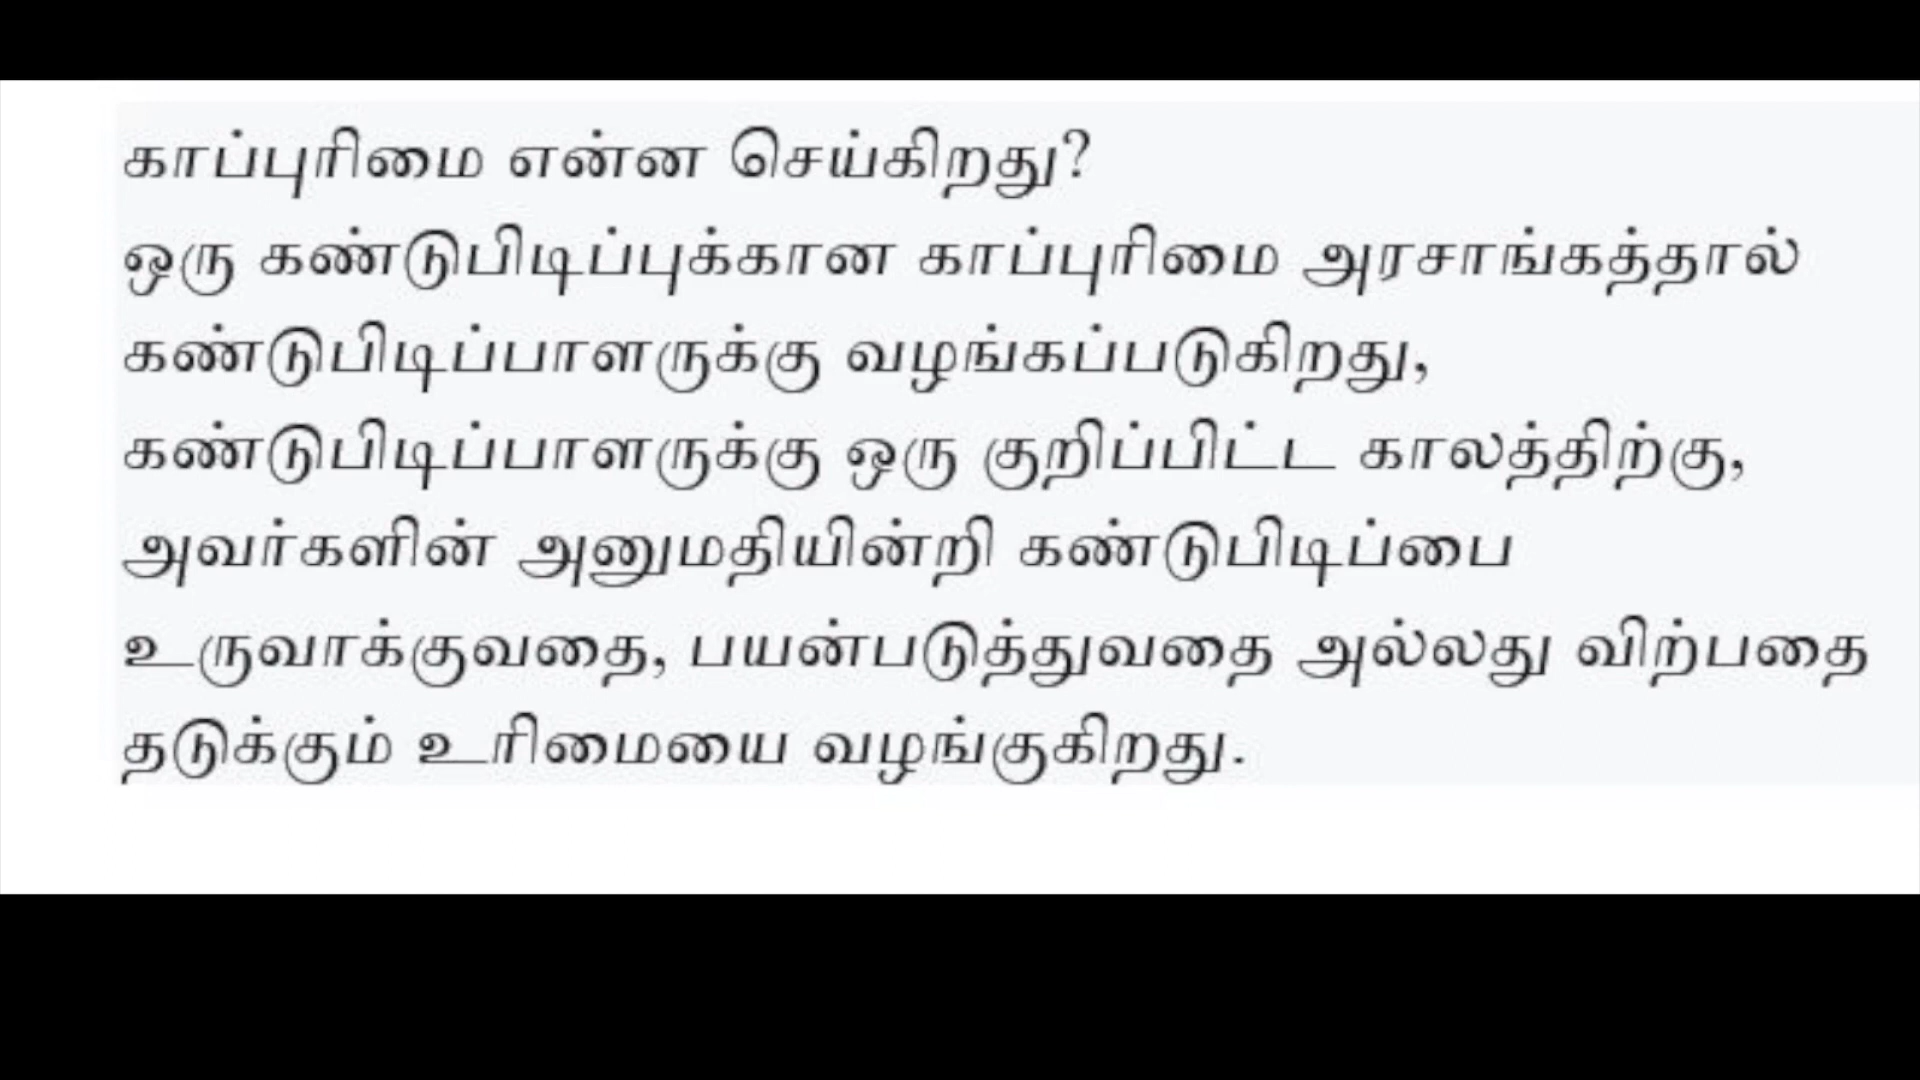 காப்புரிமை என்ன செய்கிறது?
ஒரு கண்டுபிடிப்புக்கான காப்புரிமை அரசாங்கத்தால்
கண்டுபிடிப்பாளருக்கு வழங்கப்படுகிறது,
கண்டுபிடிப்பாளருக்கு ஒரு குறிப்பிட்ட காலத்திற்கு,
அவர்களின் அனுமதியின்றி கண்டுபிடிப்பை
உருவாக்குவதை, பயன்படுத்துவதை அல்லது விற்பதை
தடுக்கும் உரிமையை வழங்குகிறது.